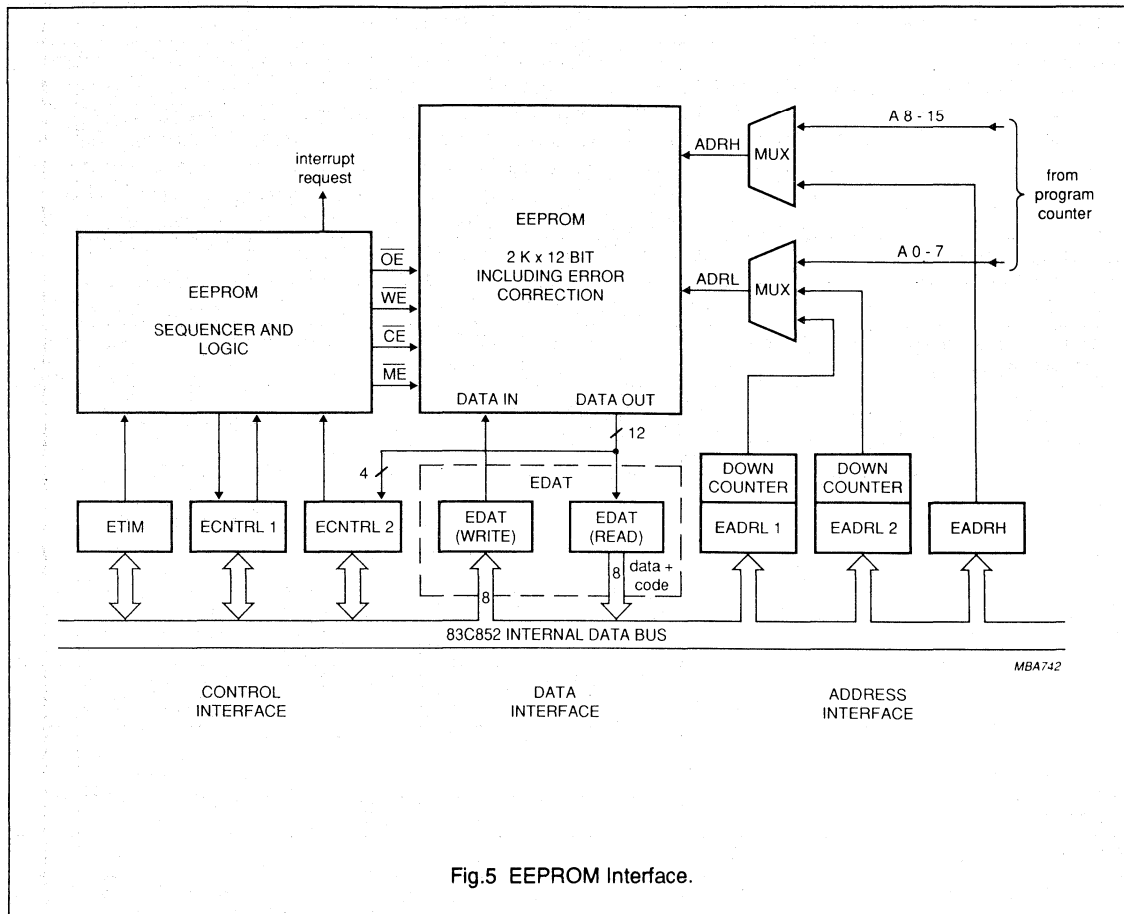 A 8 - 15
ADRH
MUX
interrupt
request
from
program
counter
EEPROM
2 K x 12 BIT
INCLUDING ERROR
CORRECTION
A 0 - 7
OE
WE
CE
ME
EEPROM
SEQUENCER AND
LOGIC
ADRL
MUX
DATA IN
DATA OUT
12
4
EDAT
DOWN
COUNTER
DOWN
COUNTER
ETIM
ECNTRL 1
ECNTRL 2
EDAT
(WRITE)
EDAT
(READ)
EADRL 1
EADRL 2
EADRH
8
8
data +
code
83C852 INTERNAL DATA BUS
MBA742
CONTROL
INTERFACE
DATA
INTERFACE
ADDRESS
INTERFACE
Fig.5 EEPROM Interface.